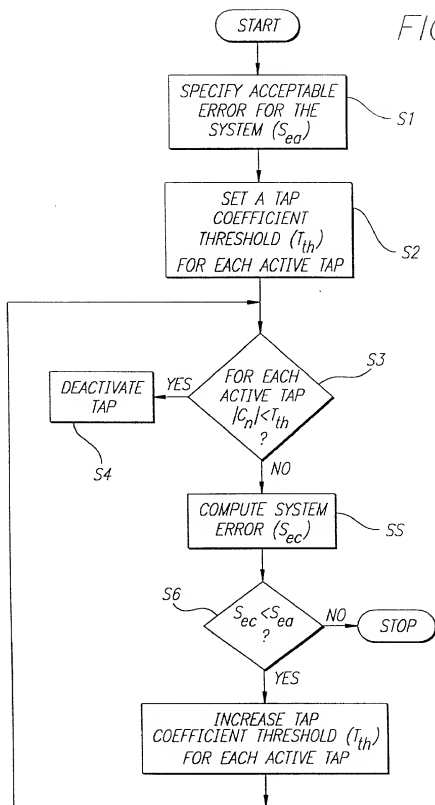 START
FIG
SPECIFY ACCEPTABLE
ERROR FOR THE
SYSTEM (Sea)
S1
SET A TAP
COEFFICIENT
THRESHOLD (Tth)
FOR EACH ACTIVE TAP
S2
FOR EACH
ACTIVE TAP
|Cn|<Tth
?
S3
YES
DEACTIVATE
TAP
S4
NO
COMPUTE SYSTEM
ERROR (Sec)
SS
S6
Sec<Sea
?
NO
STOP
YES
INCREASE TAP
COEFFICIENT THRESHOLD (Tth)
FOR EACH ACTIVE TAP